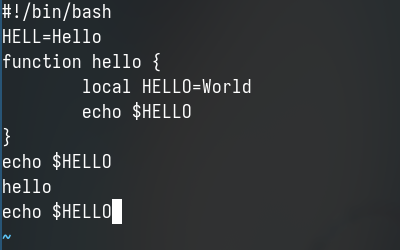 #!/bin/bash
HELL=Hello
function hello {
        local HELLO=World
        echo $HELLO
}
echo $HELLO
hello
echo $HELLO
~